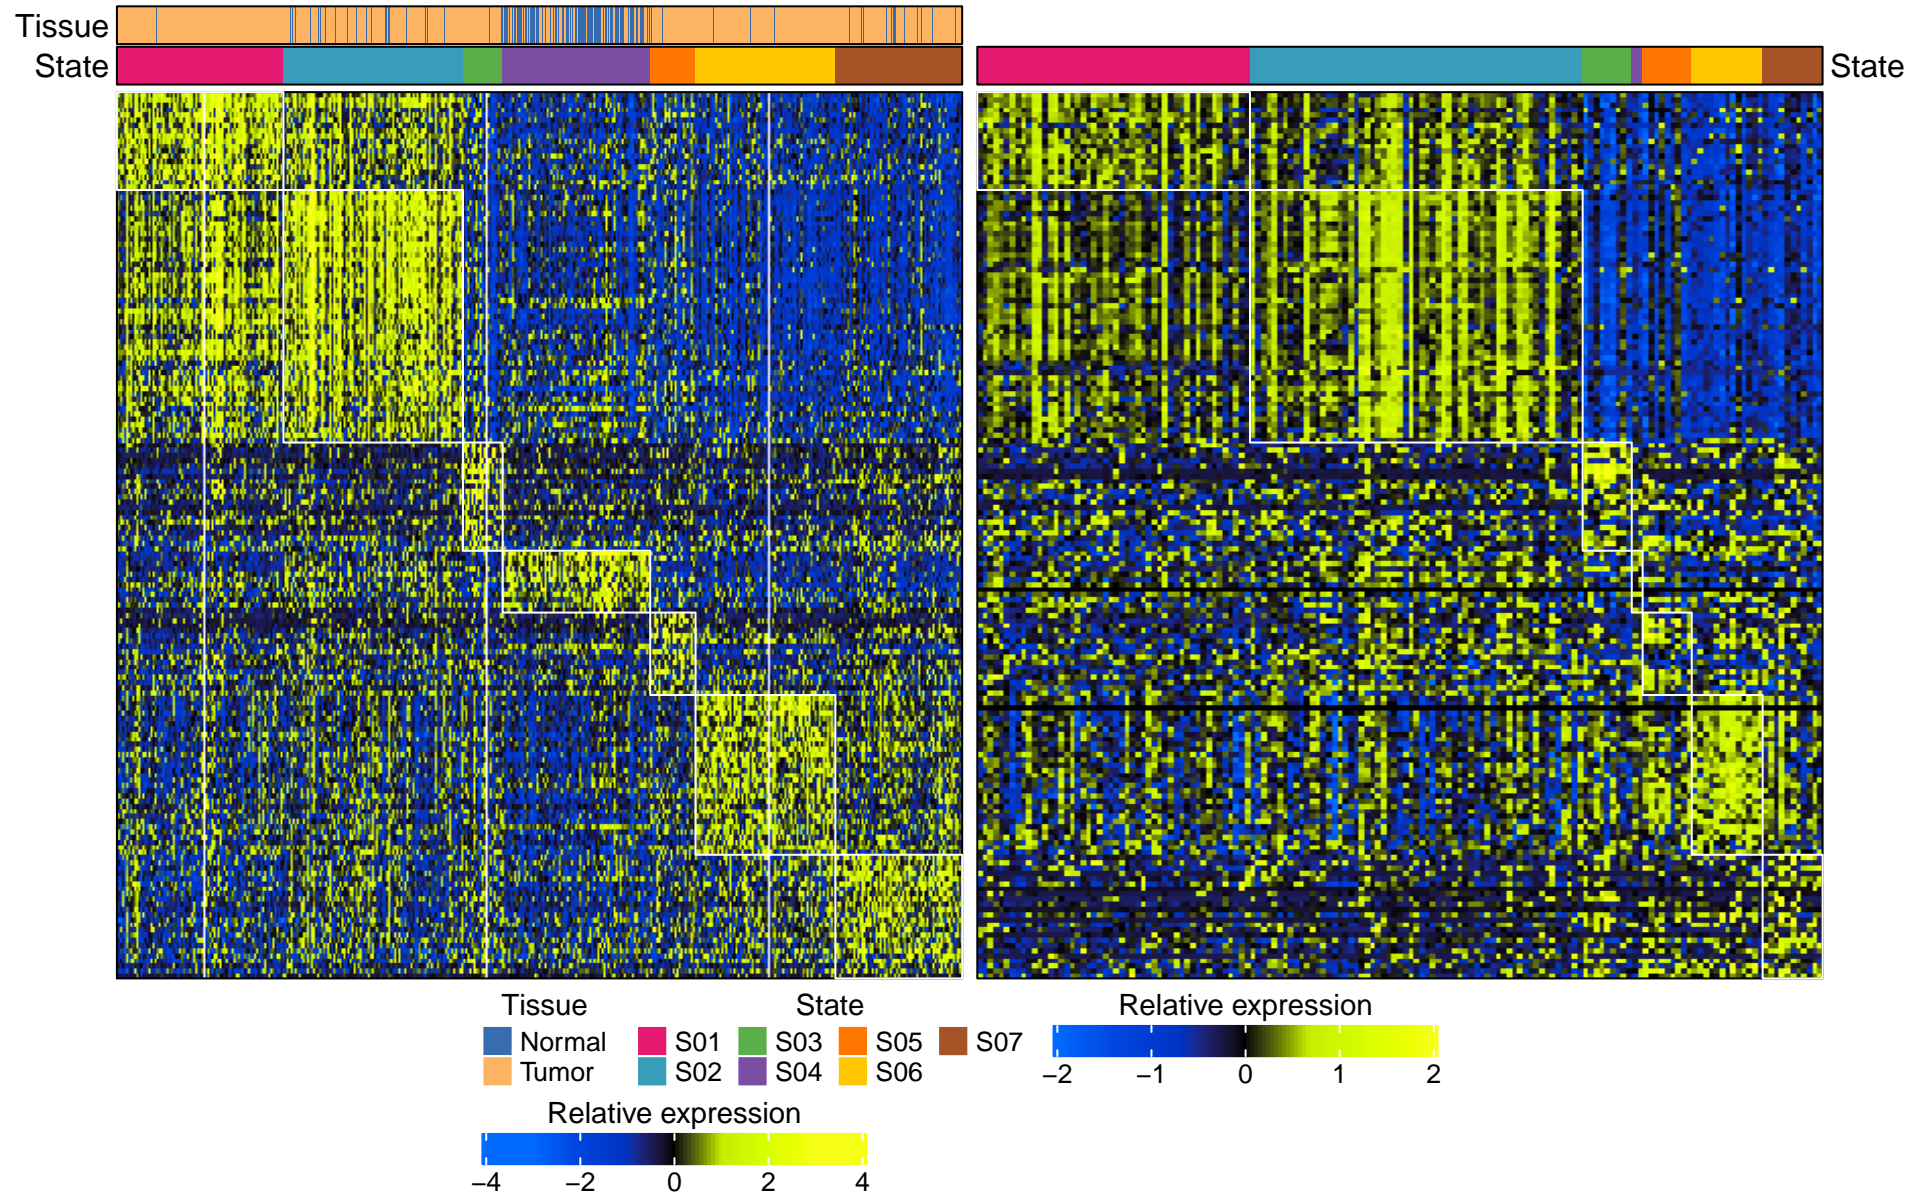 Tissue
State
State
Tissue
Normal
Tumor
State
S01
S03
S05
S07
S02
S04
S06
Relative expression
−2
−1
0
1
2
Relative expression
−4
−2
0
2
4